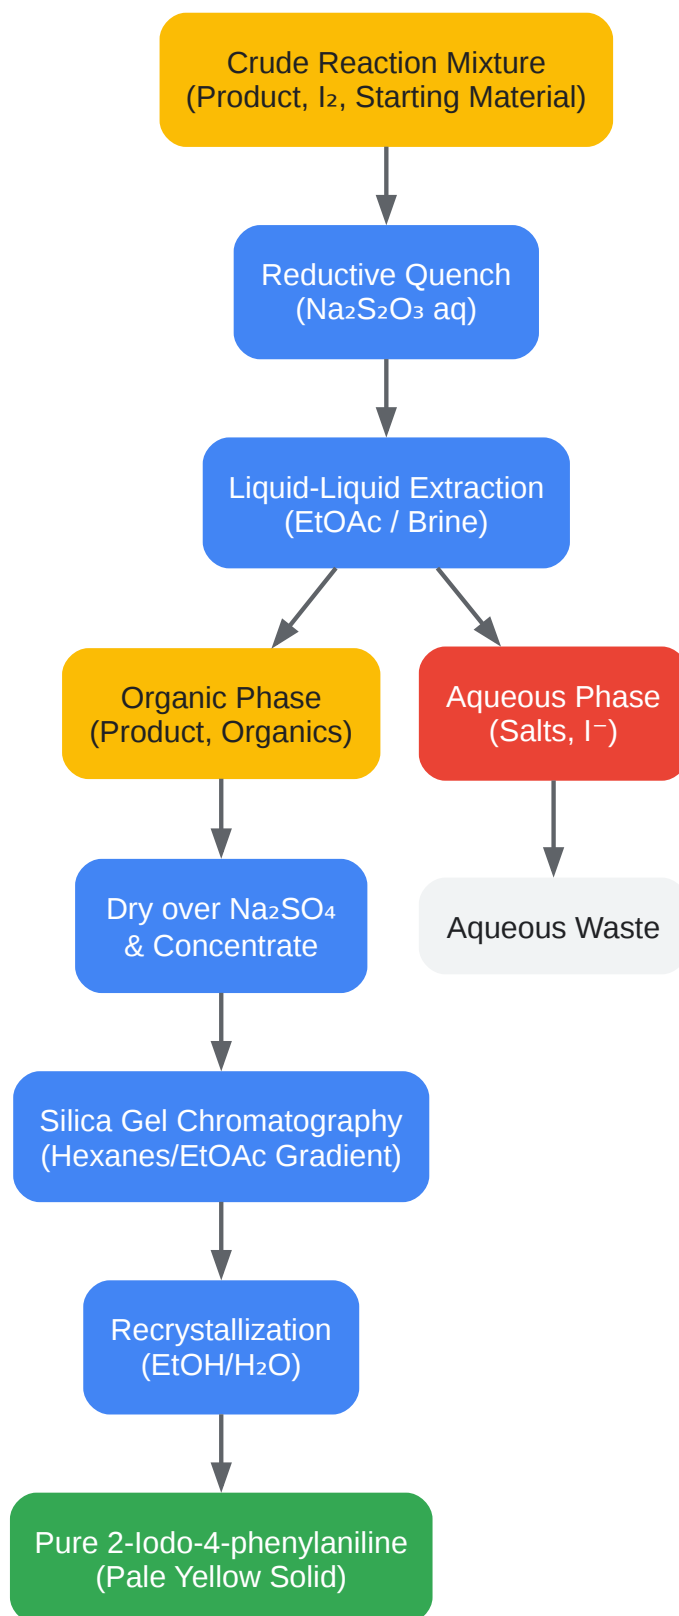 Crude Reaction Mixture
(Product, I₂, Starting Material)
Reductive Quench
(Na₂S₂O₃ aq)
Liquid-Liquid Extraction
(EtOAc / Brine)
Organic Phase
(Product, Organics)
Aqueous Phase
(Salts, I⁻)
Dry over Na₂SO₄
& Concentrate
Aqueous Waste
Silica Gel Chromatography
(Hexanes/EtOAc Gradient)
Recrystallization
(EtOH/H₂O)
Pure 2-Iodo-4-phenylaniline
(Pale Yellow Solid)